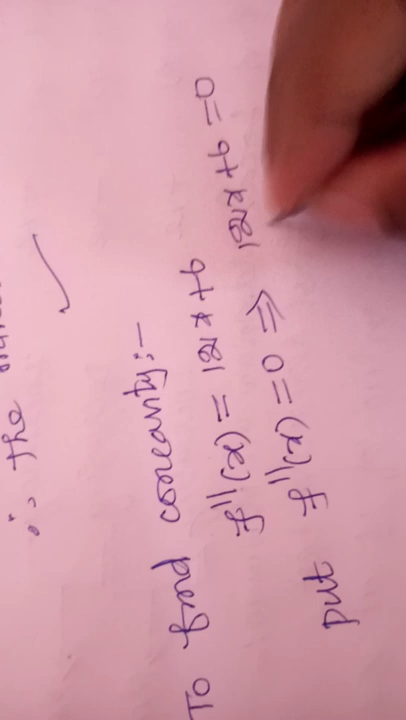 ∴ the
To find concavity:-
f''(x) = 18x+6
Put f''(x)=0 ⇒ 18x+6=0